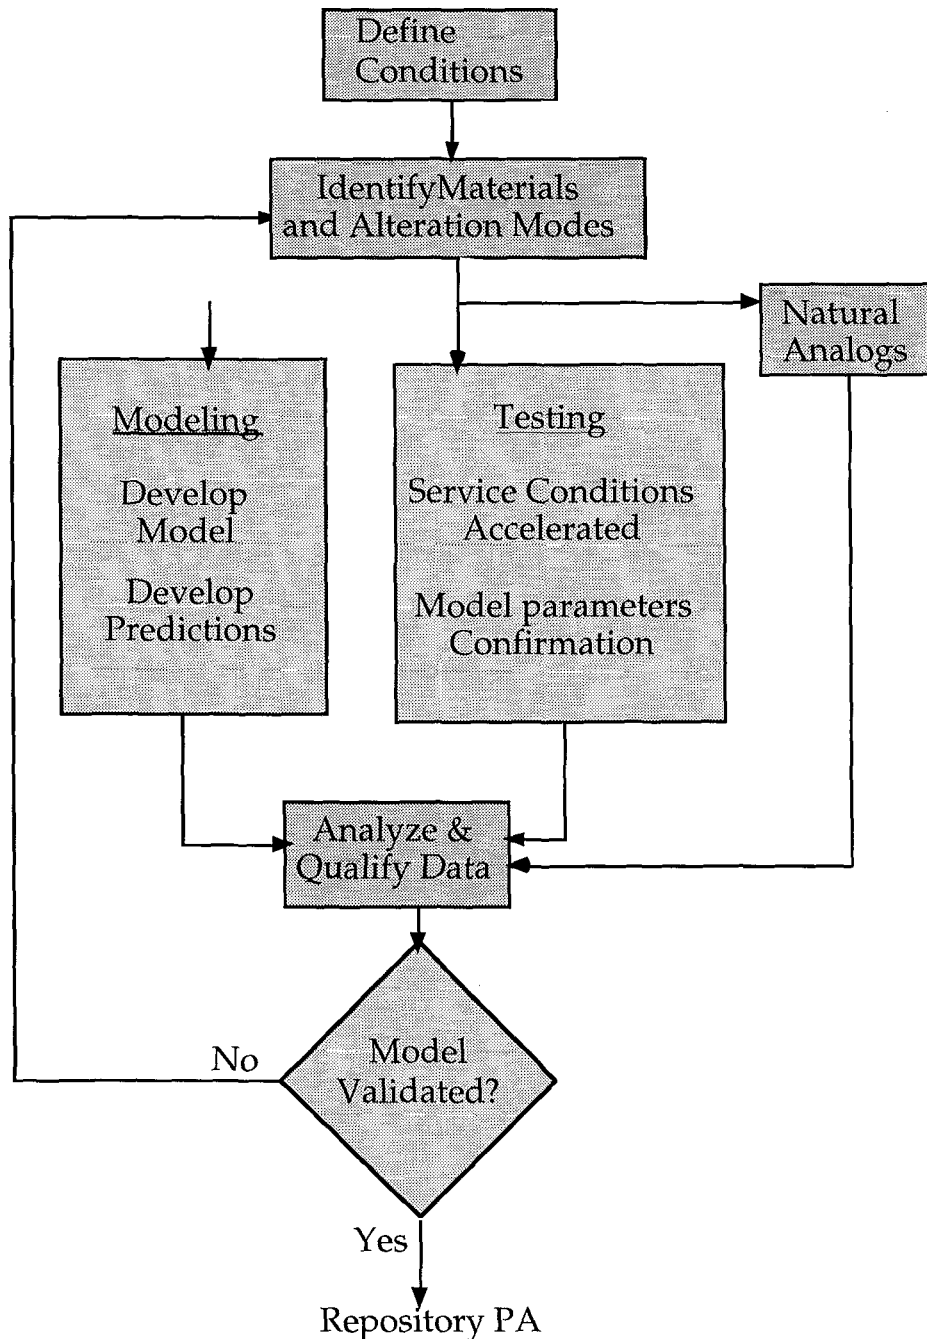 Define
Conditions
IdentifyMaterials
and Alteration Modes
Natural
Analogs
Modeling
Develop
Model
Develop
Predictions
Testing
Service Conditions
Accelerated
Model parameters
Confirmation
Analyze &
Qualify Data
Model
Validated?
No
Yes
Repository PA